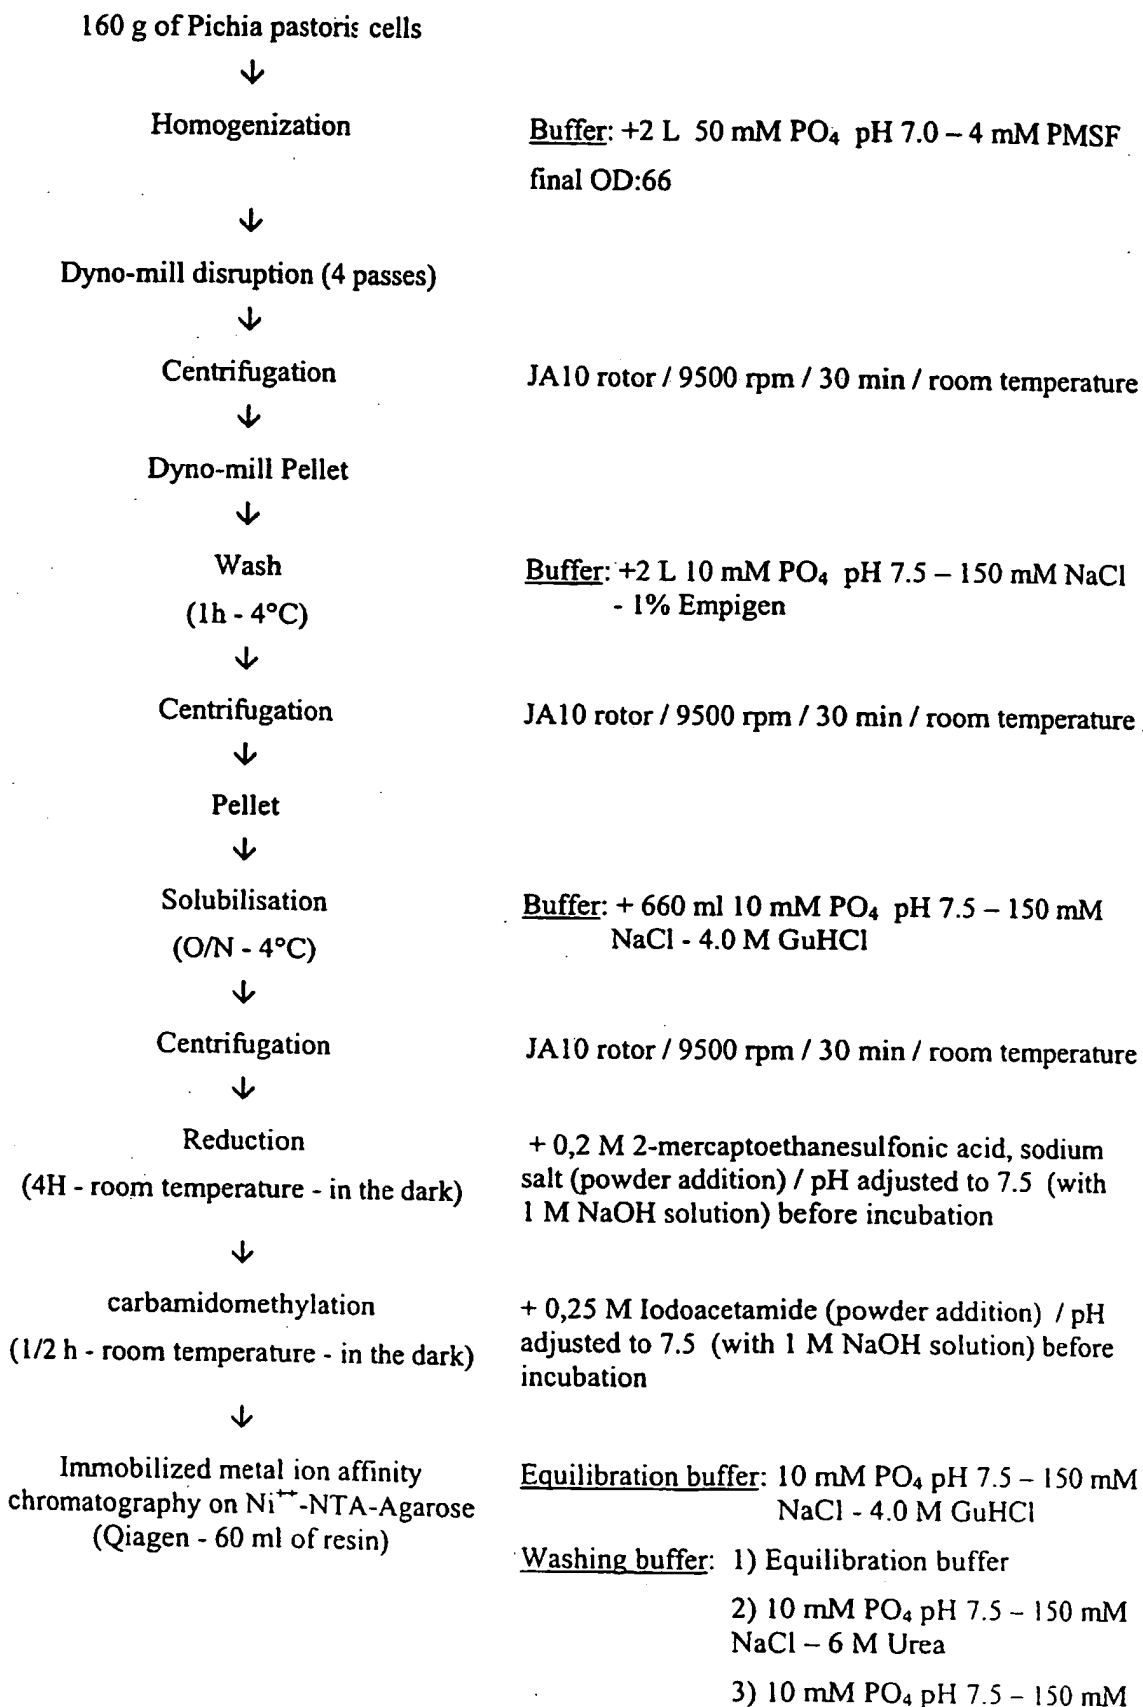 160 g of Pichia pastoris cells
↓
Homogenization
Buffer: +2 L 50 mM PO₄ pH 7.0 – 4 mM PMSF
final OD:66
↓
Dyno-mill disruption (4 passes)
↓
Centrifugation
JA10 rotor / 9500 rpm / 30 min / room temperature
↓
Dyno-mill Pellet
↓
Wash
(1h - 4°C)
Buffer: +2 L 10 mM PO₄ pH 7.5 – 150 mM NaCl
- 1% Empigen
↓
Centrifugation
JA10 rotor / 9500 rpm / 30 min / room temperature
↓
Pellet
↓
Solubilisation
(O/N - 4°C)
Buffer: + 660 ml 10 mM PO₄ pH 7.5 – 150 mM
NaCl - 4.0 M GuHCl
↓
Centrifugation
JA10 rotor / 9500 rpm / 30 min / room temperature
↓
Reduction
(4H - room temperature - in the dark)
+ 0,2 M 2-mercaptoethanesulfonic acid, sodium
salt (powder addition) / pH adjusted to 7.5 (with
1 M NaOH solution) before incubation
↓
carbamidomethylation
(1/2 h - room temperature - in the dark)
+ 0,25 M Iodoacetamide (powder addition) / pH
adjusted to 7.5 (with 1 M NaOH solution) before
incubation
↓
Immobilized metal ion affinity
chromatography on Ni⁺⁺-NTA-Agarose
(Qiagen - 60 ml of resin)
Equilibration buffer: 10 mM PO₄ pH 7.5 – 150 mM
NaCl - 4.0 M GuHCl
Washing buffer: 1) Equilibration buffer
2) 10 mM PO₄ pH 7.5 – 150 mM
NaCl – 6 M Urea
3) 10 mM PO₄ pH 7.5 – 150 mM